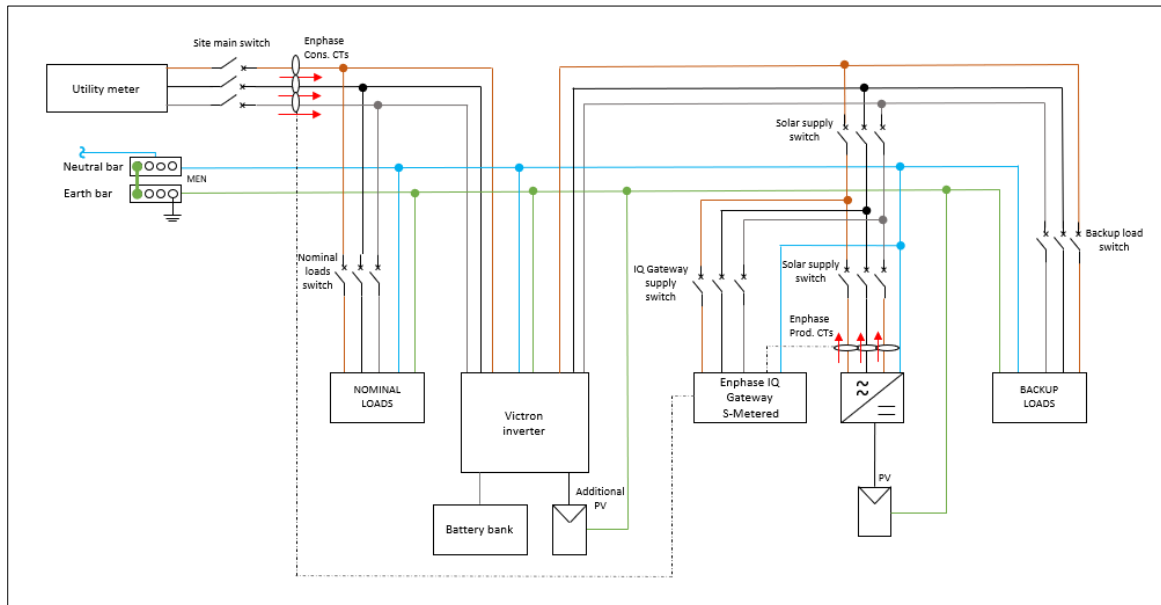 Site main switch
Enphase
Cons. CTs
Utility meter
Neutral bar
MEN
Earth bar
Solar supply
switch
Nominal
loads
switch
IQ Gateway
supply
switch
Solar supply
switch
Backup load
switch
Enphase
Prod. CTs
NOMINAL
LOADS
Victron
inverter
Enphase IQ
Gateway
S-Metered
BACKUP
LOADS
Additional
PV
PV
Battery bank